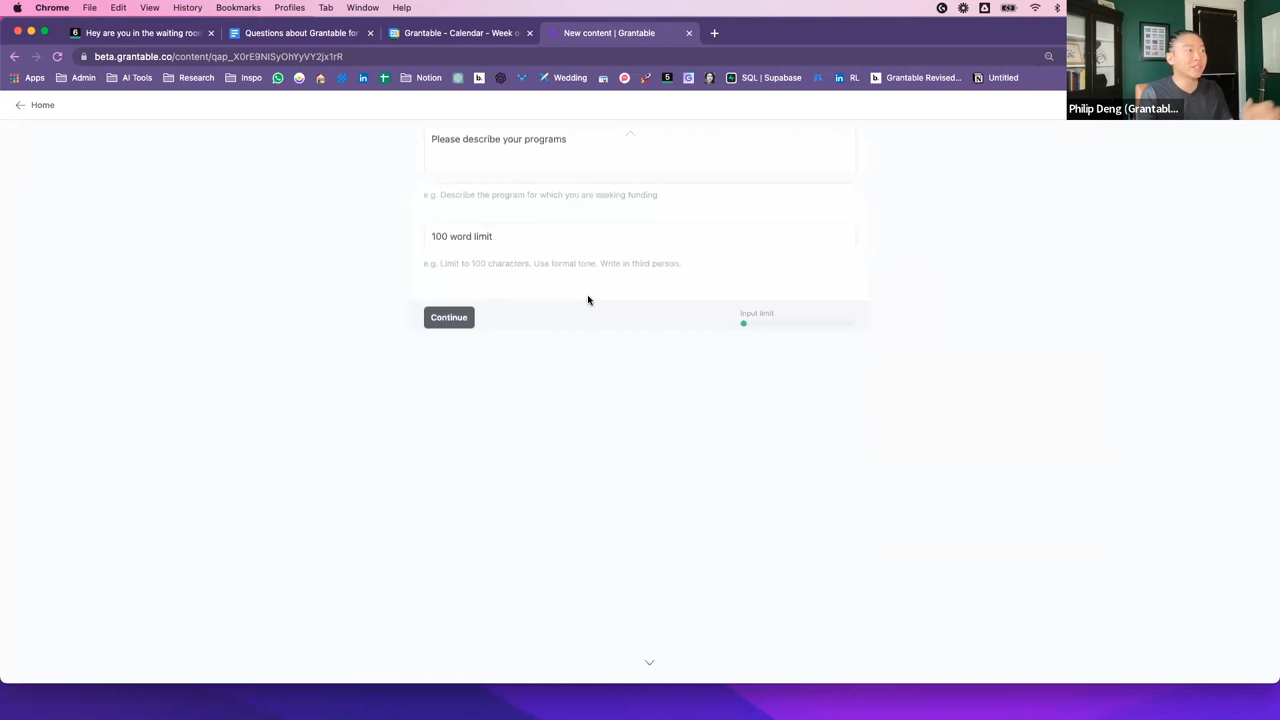 Chrome File Edit View History Bookmarks Profiles Tab Window Help
6 Hey are you in the waiting room
Questions about Grantable for
Grantable - Calendar - Week o
New content | Grantable
beta.grantable.co/content/qap_X0rE9NlSyOhYyVY2jx1rR
Apps Admin AI Tools Research Inspo Notion b. Wedding SQL | Supabase RL b. Grantable Revised... Untitled
Philip Deng (Grantabl...
Home
Please describe your programs
e.g. Describe the program for which you are seeking funding
100 word limit
e.g. Limit to 100 characters. Use formal tone. Write in third person.
Continue
Input limit